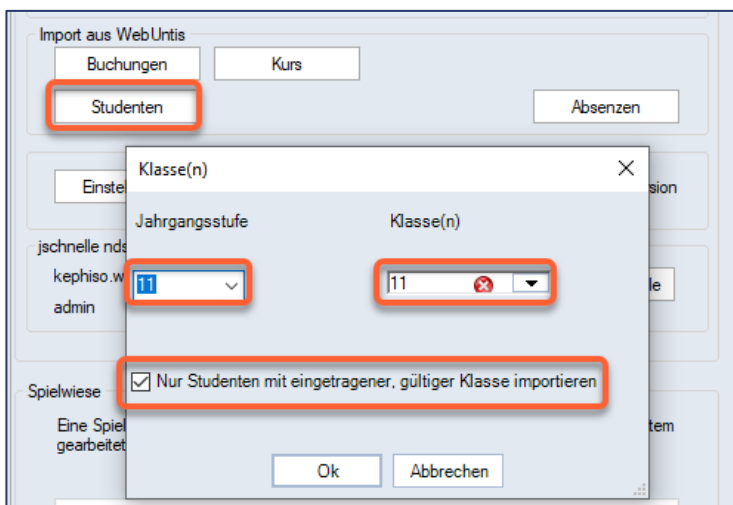 Import aus WebUntis
Buchungen Kurs
Studenten Absenzen
Klasse(n)
Jahrgangsstufe Klasse(n)
11 11
Nur Studenten mit eingetragener, gültiger Klasse importieren
Ok Abbrechen
Einstel
sion
jschnelle nds
kephiso.w
le
admin
Spielwiese
Eine Spiel
tem
gearbeitet